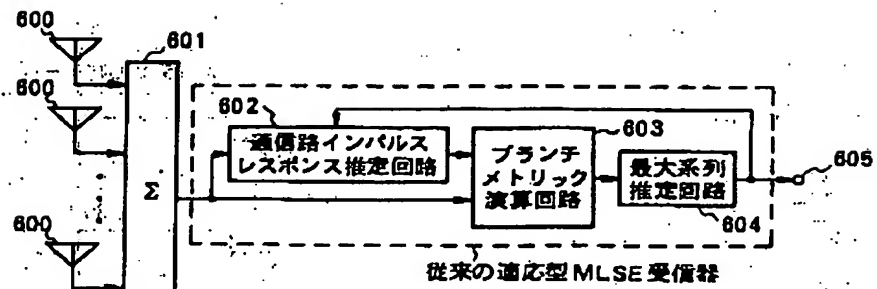 600
601
600
602
通信路インパルス
レスポンス推定回路
603
ブランチ
メトリック
演算回路
最大系列
推定回路
605
604
Σ
600
従来の適応型MLSE受信器